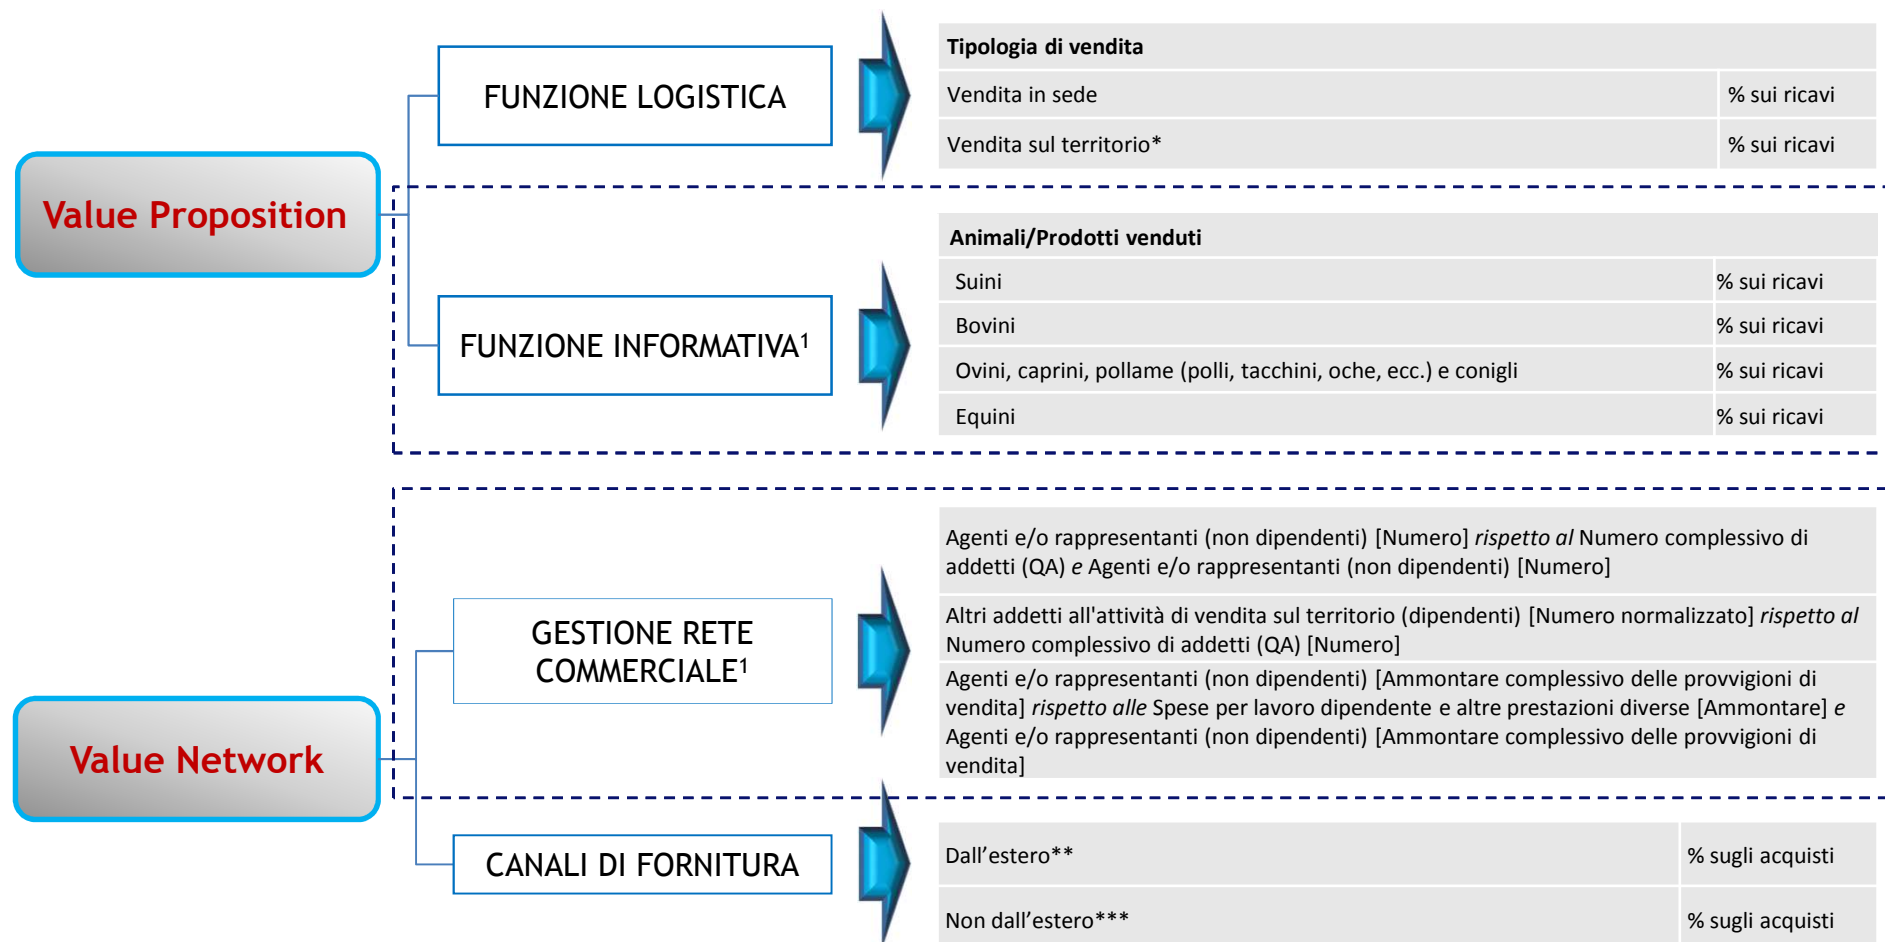 Value Proposition
FUNZIONE LOGISTICA
Tipologia di vendita
Vendita in sede % sui ricavi
Vendita sul territorio* % sui ricavi
FUNZIONE INFORMATIVA¹
Animali/Prodotti venduti
Suini % sui ricavi
Bovini % sui ricavi
Ovini, caprini, pollame (polli, tacchini, oche, ecc.) e conigli % sui ricavi
Equini % sui ricavi
Value Network
GESTIONE RETE
COMMERCIALE¹
Agenti e/o rappresentanti (non dipendenti) [Numero] rispetto al Numero complessivo di
addetti (QA) e Agenti e/o rappresentanti (non dipendenti) [Numero]
Altri addetti all'attività di vendita sul territorio (dipendenti) [Numero normalizzato] rispetto al
Numero complessivo di addetti (QA) [Numero]
Agenti e/o rappresentanti (non dipendenti) [Ammontare complessivo delle provvigioni di
vendita] rispetto alle Spese per lavoro dipendente e altre prestazioni diverse [Ammontare] e
Agenti e/o rappresentanti (non dipendenti) [Ammontare complessivo delle provvigioni di
vendita]
CANALI DI FORNITURA
Dall’estero** % sugli acquisti
Non dall’estero*** % sugli acquisti